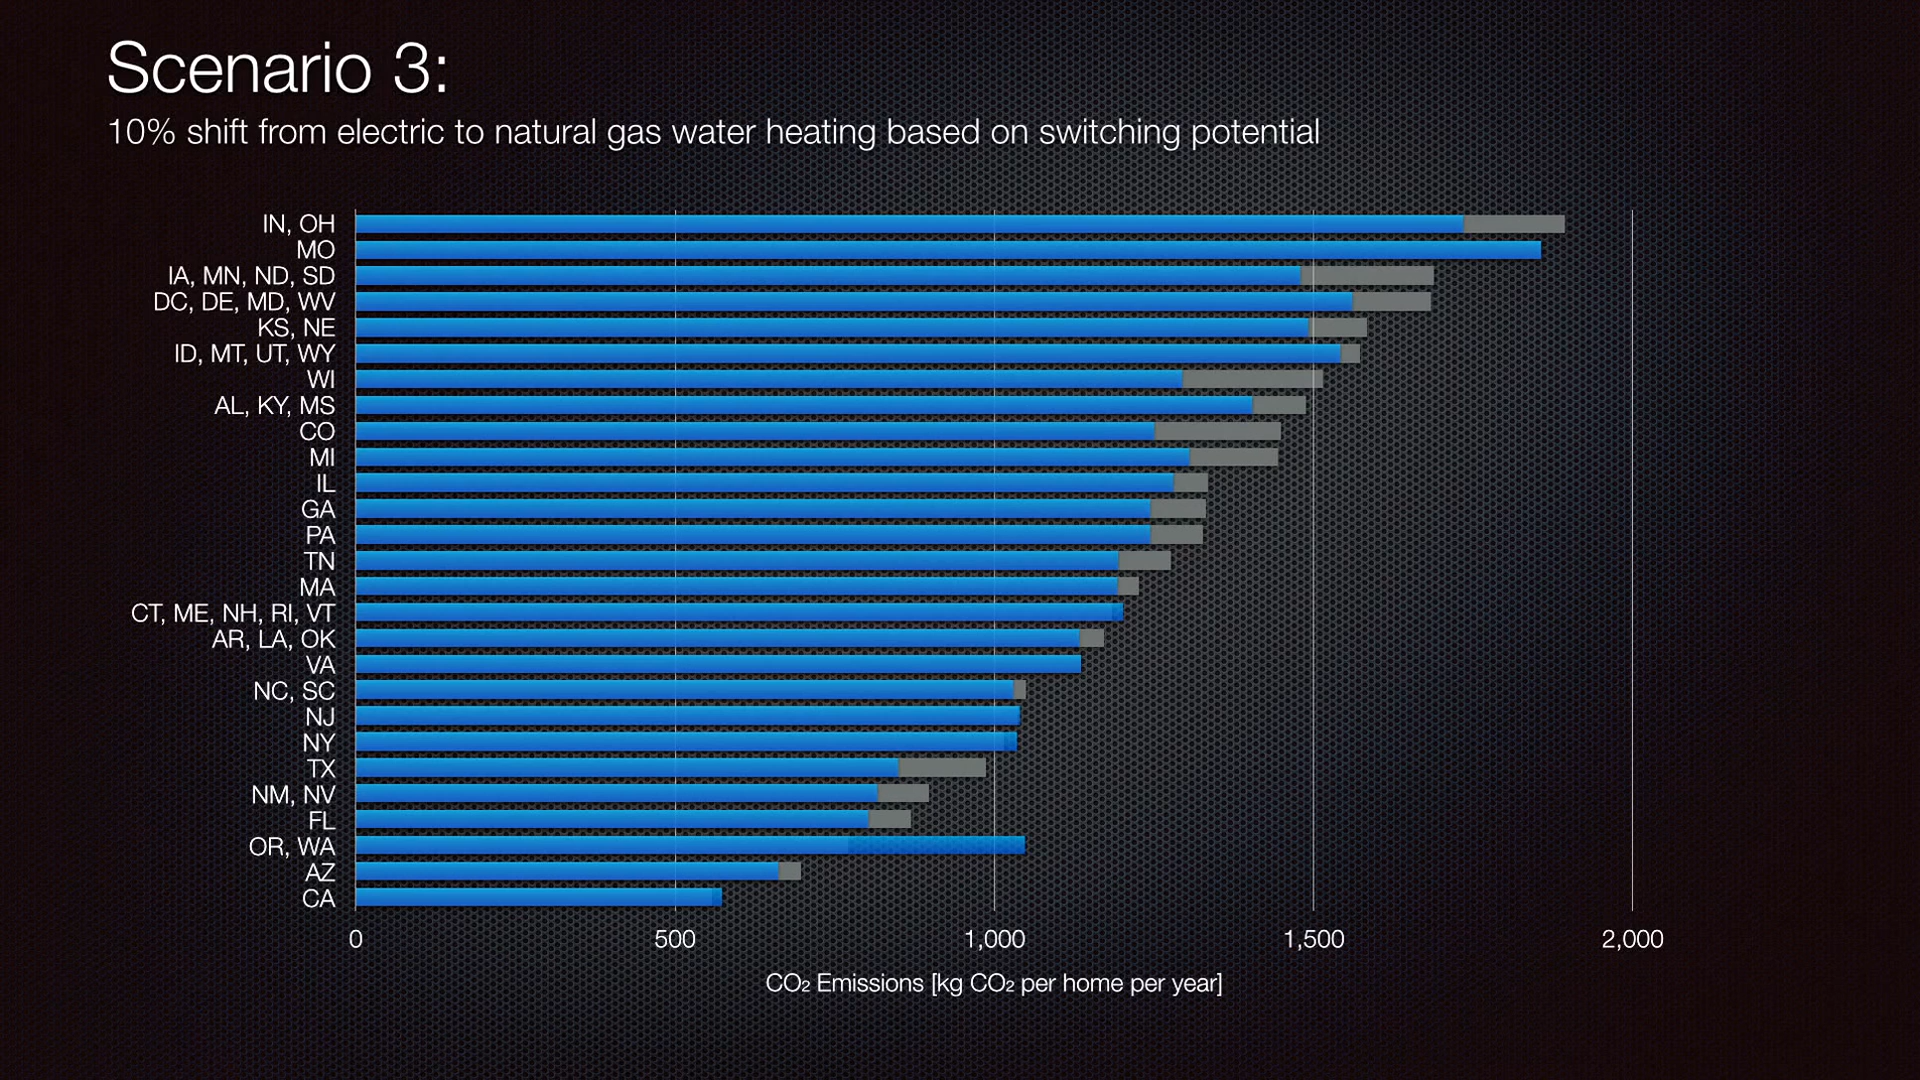 Scenario 3:
10% shift from electric to natural gas water heating based on switching potential
IN, OH
MO
IA, MN, ND, SD
DC, DE, MD, WV
KS, NE
ID, MT, UT, WY
WI
AL, KY, MS
CO
MI
IL
GA
PA
TN
MA
CT, ME, NH, RI, VT
AR, LA, OK
VA
NC, SC
NJ
NY
TX
NM, NV
FL
OR, WA
AZ
CA
0 500 1,000 1,500 2,000
CO₂ Emissions [kg CO₂ per home per year]